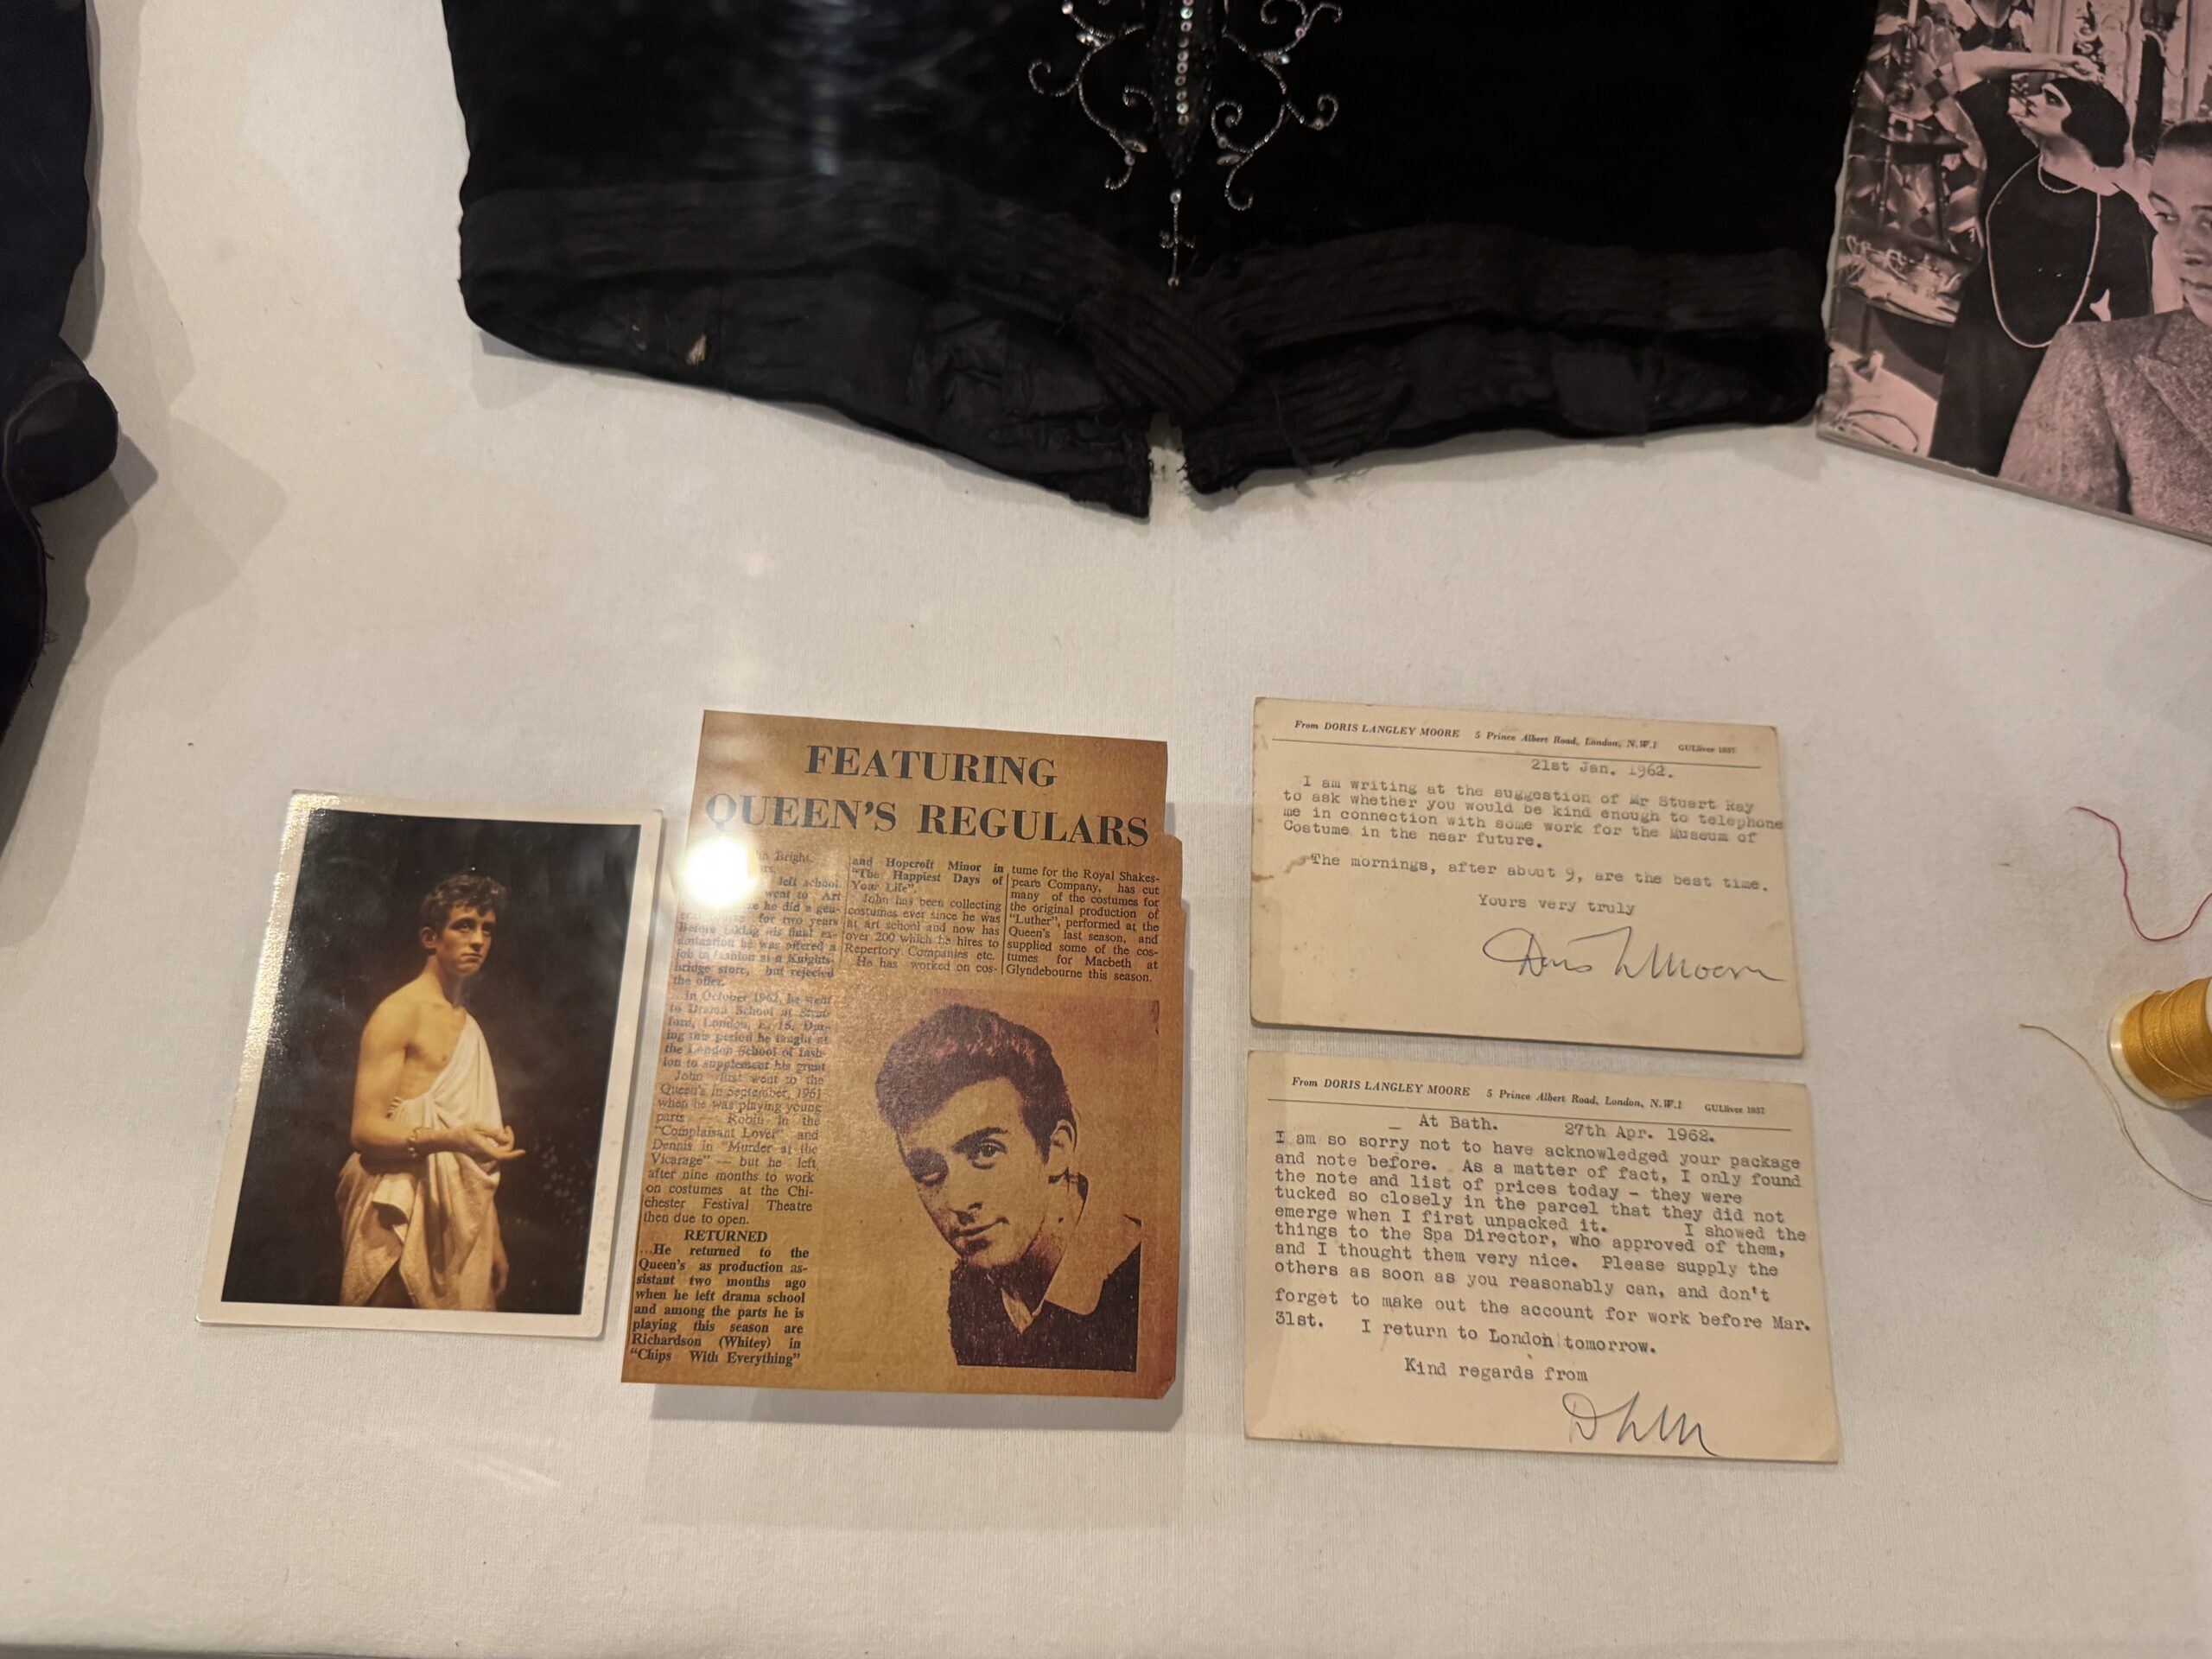 FEATURING
QUEEN'S REGULARS
Bright.
left school.
went to Art
he did a
for two years
Before taking his final ex-
amination he was offered a
job in fashion at a Knights-
bridge store, but rejected
the offer.
In October 1962, he went
to Drama School at Strat-
ford, London, E. 15. Dur-
ing this period he taught at
the London School of fash-
ion to supplement his grant
John first went to the
Queen's in September, 1961
when he was playing young
parts — Robin in the
"Complaisant Lover" and
Dennis in "Murder at the
Vicarage" — but he left
after nine months to work
on costumes at the Chi-
chester Festival Theatre
then due to open.
RETURNED
...He returned to the
Queen's as production as-
sistant two months ago
when he left drama school
and among the parts he is
playing this season are
Richardson (Whitey) in
"Chips With Everything"
and Hopcroft Minor in
"The Happiest Days of
Your Life".
John has been collecting
costumes ever since he was
at art school and now has
over 200 which he hires to
Repertory Companies etc.
He has worked on cos-
tume for the Royal Shakes-
peare Company, has cut
many of the costumes for
the original production of
"Luther", performed at the
Queen's last season, and
supplied some of the cos-
tumes for Macbeth at
Glyndebourne this season.
From DORIS LANGLEY MOORE 5 Prince Albert Road, London, N.W.1 GULliver 1937
21st Jan. 1962.
I am writing at the suggestion of Mr Stuart Ray
to ask whether you would be kind enough to telephone
me in connection with some work for the Museum of
Costume in the near future.
The mornings, after about 9, are the best time.
Yours very truly
Doris L Moore
From DORIS LANGLEY MOORE 5 Prince Albert Road, London, N.W.1 GULliver 1937
At Bath. 27th Apr. 1962.
I am so sorry not to have acknowledged your package
and note before. As a matter of fact, I only found
the note and list of prices today - they were
tucked so closely in the parcel that they did not
emerge when I first unpacked it. I showed the
things to the Spa Director, who approved of them,
and I thought them very nice. Please supply the
others as soon as you reasonably can, and don't
forget to make out the account for work before Mar.
31st. I return to London tomorrow.
Kind regards from
DLM